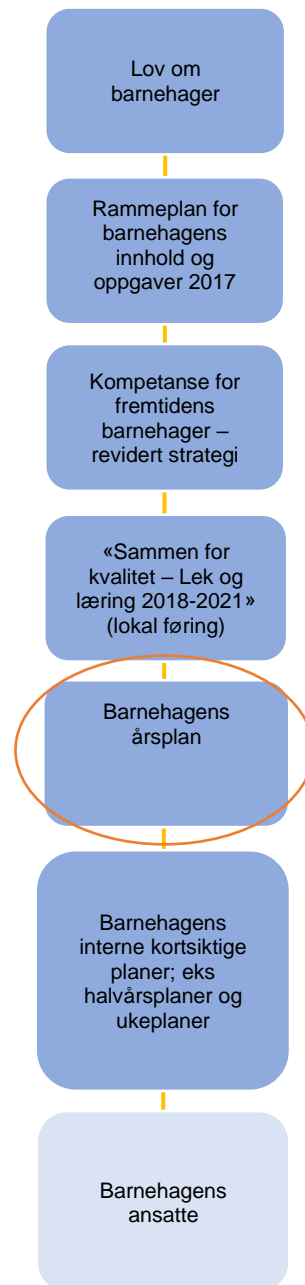 Lov om
barnehager
Rammeplan for
barnehagens
innhold og
oppgaver 2017
Kompetanse for
fremtidens
barnehager –
revidert strategi
«Sammen for
kvalitet – Lek og
læring 2018-2021»
(lokal føring)
Barnehagens
årsplan
Barnehagens
interne kortsiktige
planer; eks
halvårsplaner og
ukeplaner
Barnehagens
ansatte